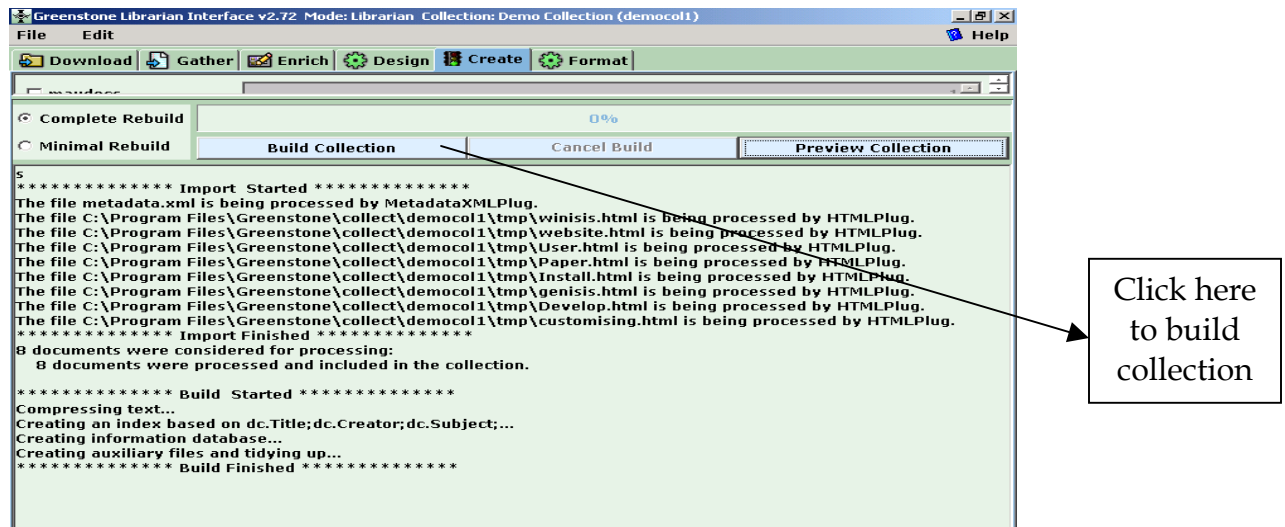 Greenstone Librarian Interface v2.72 Mode: Librarian Collection: Demo Collection (democol1)
File Edit Help
Download Gather Enrich Design Create Format
Complete Rebuild 0%
Minimal Rebuild Build Collection Cancel Build Preview Collection
s
************** Import Started **************
The file metadata.xml is being processed by MetadataXMLPlug.
The file C:\Program Files\Greenstone\collect\democol1\tmp\winisis.html is being processed by HTMLPlug.
The file C:\Program Files\Greenstone\collect\democol1\tmp\website.html is being processed by HTMLPlug.
The file C:\Program Files\Greenstone\collect\democol1\tmp\User.html is being processed by HTMLPlug.
The file C:\Program Files\Greenstone\collect\democol1\tmp\Paper.html is being processed by HTMLPlug.
The file C:\Program Files\Greenstone\collect\democol1\tmp\Install.html is being processed by HTMLPlug.
The file C:\Program Files\Greenstone\collect\democol1\tmp\genisis.html is being processed by HTMLPlug.
The file C:\Program Files\Greenstone\collect\democol1\tmp\Develop.html is being processed by HTMLPlug.
The file C:\Program Files\Greenstone\collect\democol1\tmp\customising.html is being processed by HTMLPlug.
************** Import Finished **************
8 documents were considered for processing:
8 documents were processed and included in the collection.
************** Build Started **************
Compressing text...
Creating an index based on dc.Title;dc.Creator;dc.Subject;...
Creating information database...
Creating auxiliary files and tidying up...
************** Build Finished **************
Click here
to build
collection